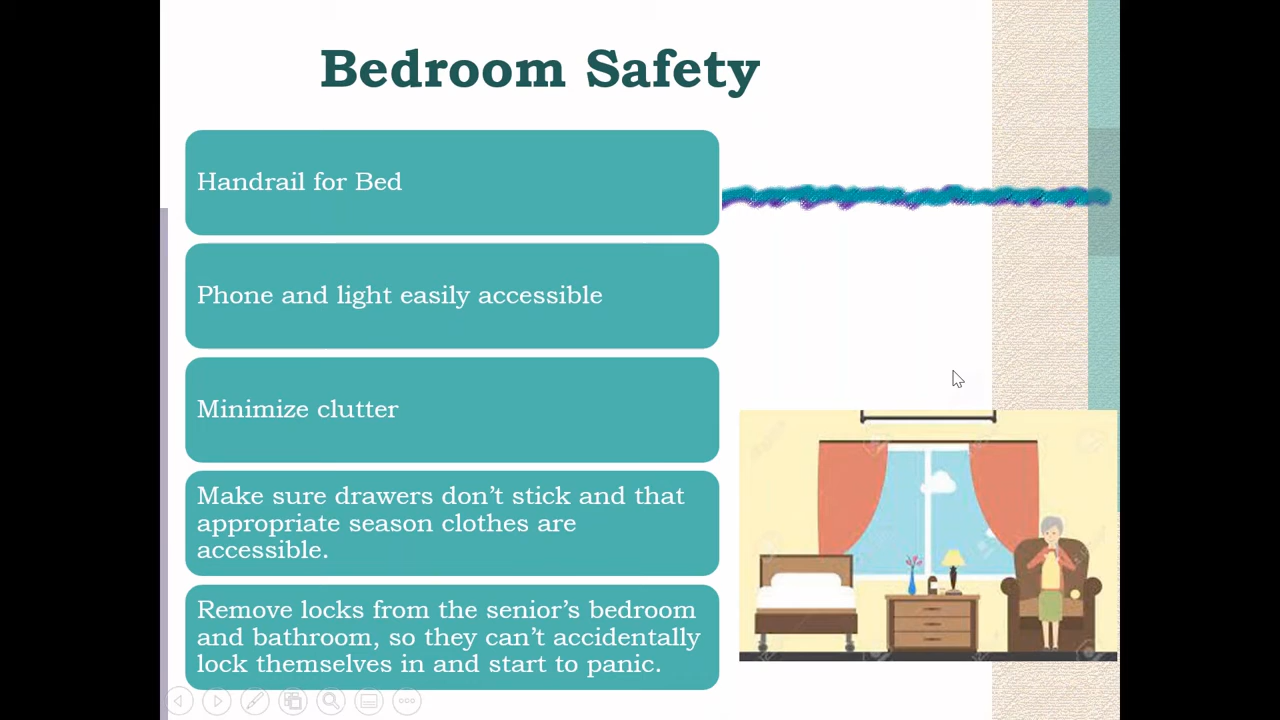 Bedroom Safety
Handrail for Bed
Phone and light easily accessible
Minimize clutter
Make sure drawers don’t stick and that
appropriate season clothes are
accessible.
Remove locks from the senior’s bedroom
and bathroom, so they can’t accidentally
lock themselves in and start to panic.